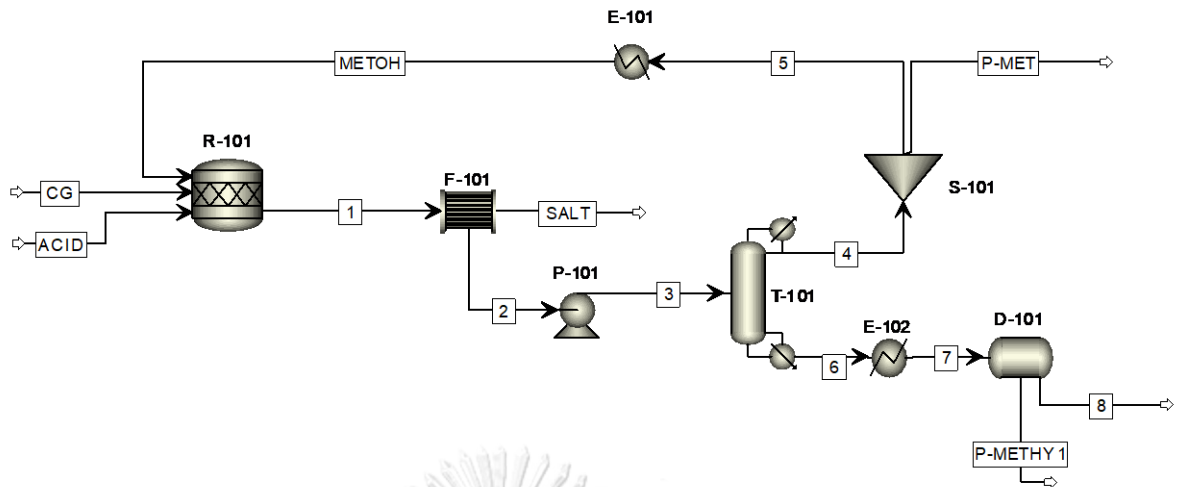 E-101
METOH
5
P-MET
R-101
CG
ACID
1
F-101
SALT
S-101
P-101
2
3
T-101
4
E-102
6
7
D-101
8
P-METHY 1